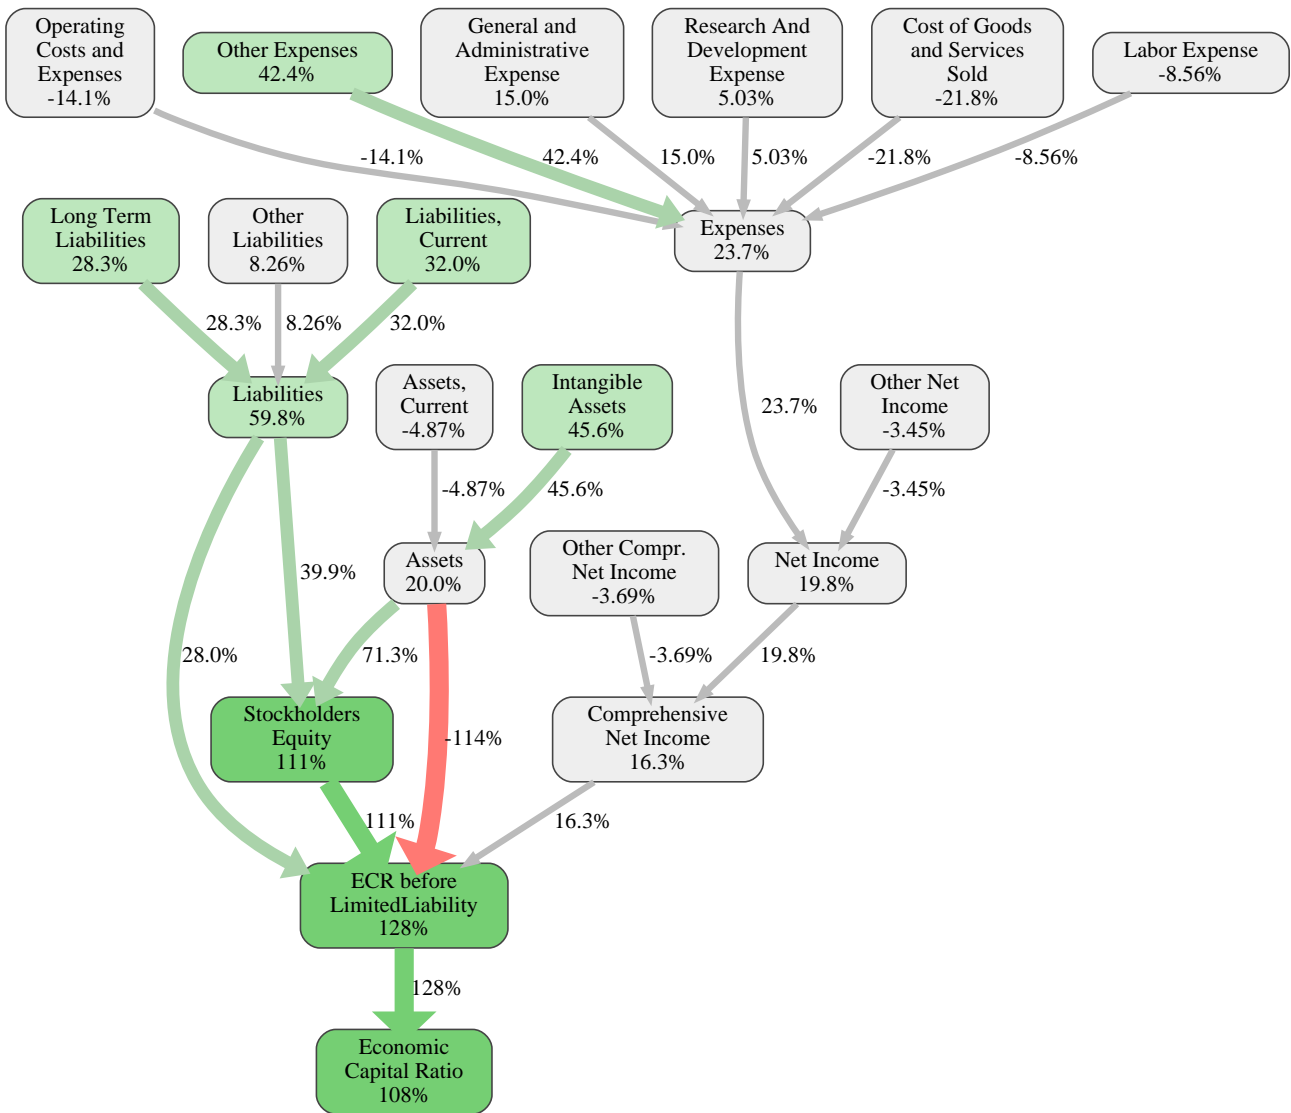 Operating
Costs and
Expenses
-14.1%
Other Expenses
42.4%
General and
Administrative
Expense
15.0%
Research And
Development
Expense
5.03%
Cost of Goods
and Services
Sold
-21.8%
Labor Expense
-8.56%
-14.1%
42.4%
15.0%
5.03%
-21.8%
-8.56%
Long Term
Liabilities
28.3%
Other
Liabilities
8.26%
Liabilities,
Current
32.0%
Expenses
23.7%
28.3%
8.26%
32.0%
Liabilities
59.8%
Assets,
Current
-4.87%
Intangible
Assets
45.6%
23.7%
Other Net
Income
-3.45%
-4.87%
45.6%
-3.45%
39.9%
Assets
20.0%
Other Compr.
Net Income
-3.69%
Net Income
19.8%
28.0%
71.3%
-3.69%
19.8%
Stockholders
Equity
111%
-114%
Comprehensive
Net Income
16.3%
111%
16.3%
ECR before
LimitedLiability
128%
128%
Economic
Capital Ratio
108%